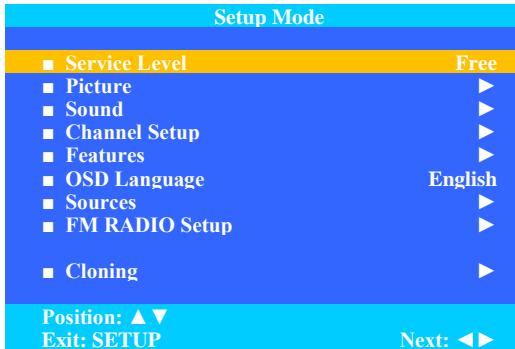 Setup Mode
■ Service Level Free
■ Picture ►
■ Sound ►
■ Channel Setup ►
■ Features ►
■ OSD Language English
■ Sources ►
■ FM RADIO Setup ►
■ Cloning ►
Position: ▲▼
Exit: SETUP Next: ◄►